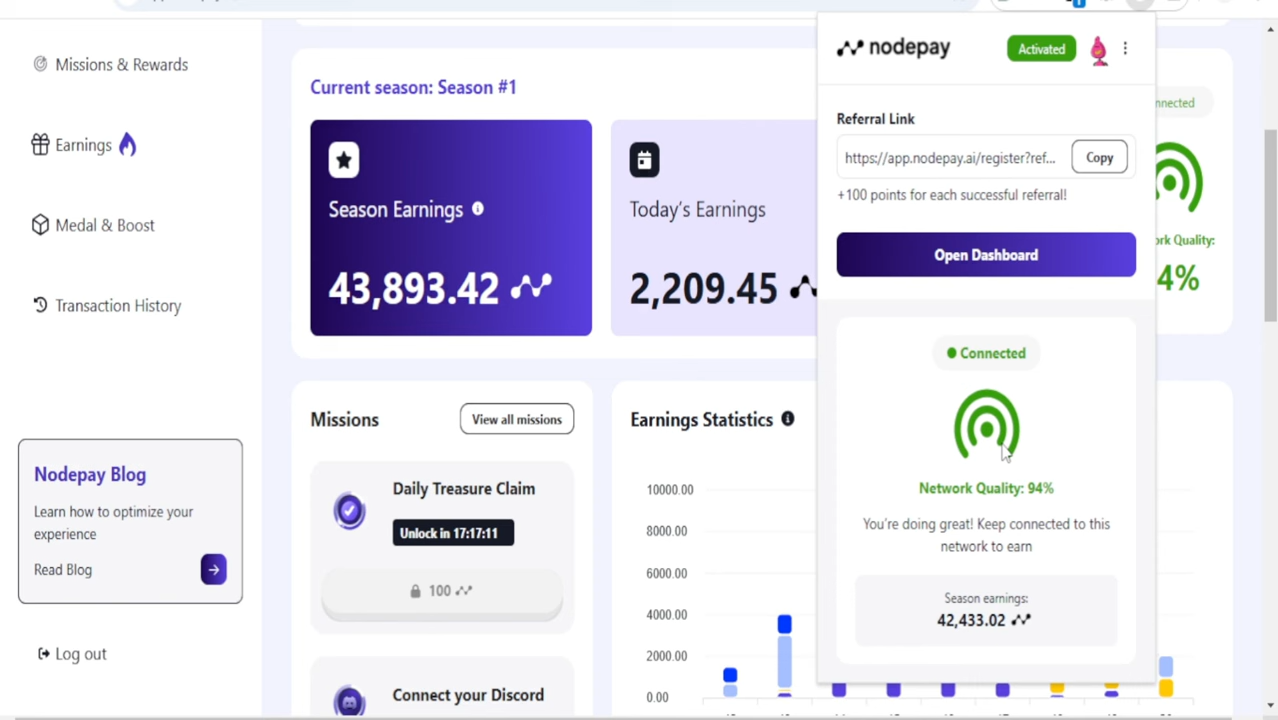 Missions & Rewards
Earnings
Medal & Boost
Transaction History
Nodepay Blog
Learn how to optimize your
experience
Read Blog
Log out
Current season: Season #1
Season Earnings
43,893.42
Today's Earnings
2,209.45
Missions
View all missions
Daily Treasure Claim
Unlock in 17:17:11
100
Connect your Discord
Earnings Statistics
10000.00
8000.00
6000.00
4000.00
2000.00
0.00
nodepay
Activated
Referral Link
https://app.nodepay.ai/register?ref...
Copy
+100 points for each successful referral!
Open Dashboard
Connected
Network Quality: 94%
You're doing great! Keep connected to this
network to earn
Season earnings:
42,433.02
nnected
ork Quality:
4%